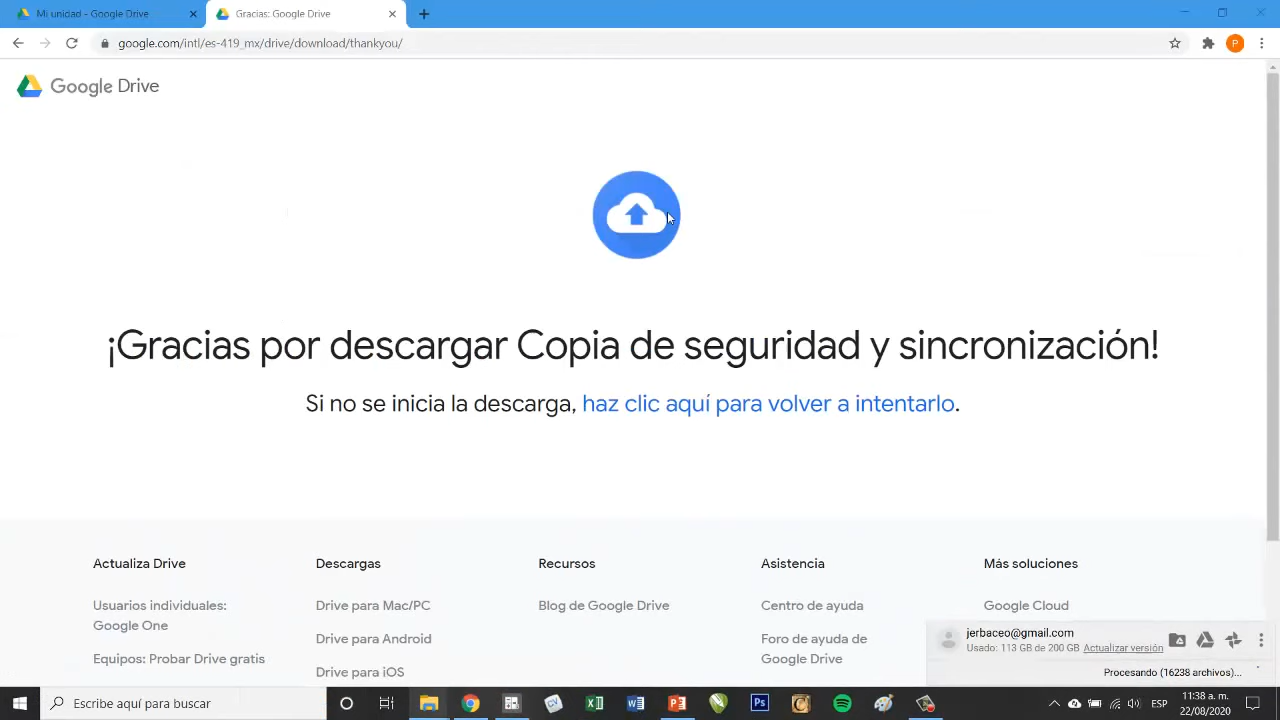 Mi unidad - Google Drive
Gracias: Google Drive
google.com/intl/es-419_mx/drive/download/thankyou/
P
Google Drive
¡Gracias por descargar Copia de seguridad y sincronización!
Si no se inicia la descarga, haz clic aquí para volver a intentarlo.
Actualiza Drive
Usuarios individuales:
Google One
Equipos: Probar Drive gratis
Descargas
Drive para Mac/PC
Drive para Android
Drive para iOS
Recursos
Blog de Google Drive
Asistencia
Centro de ayuda
Foro de ayuda de
Google Drive
Más soluciones
Google Cloud
jerbaceo@gmail.com
Usado: 113 GB de 200 GB Actualizar versión
Procesando (16238 archivos)...
Escribe aquí para buscar
CV
Ps
ESP
11:38 a. m.
22/08/2020